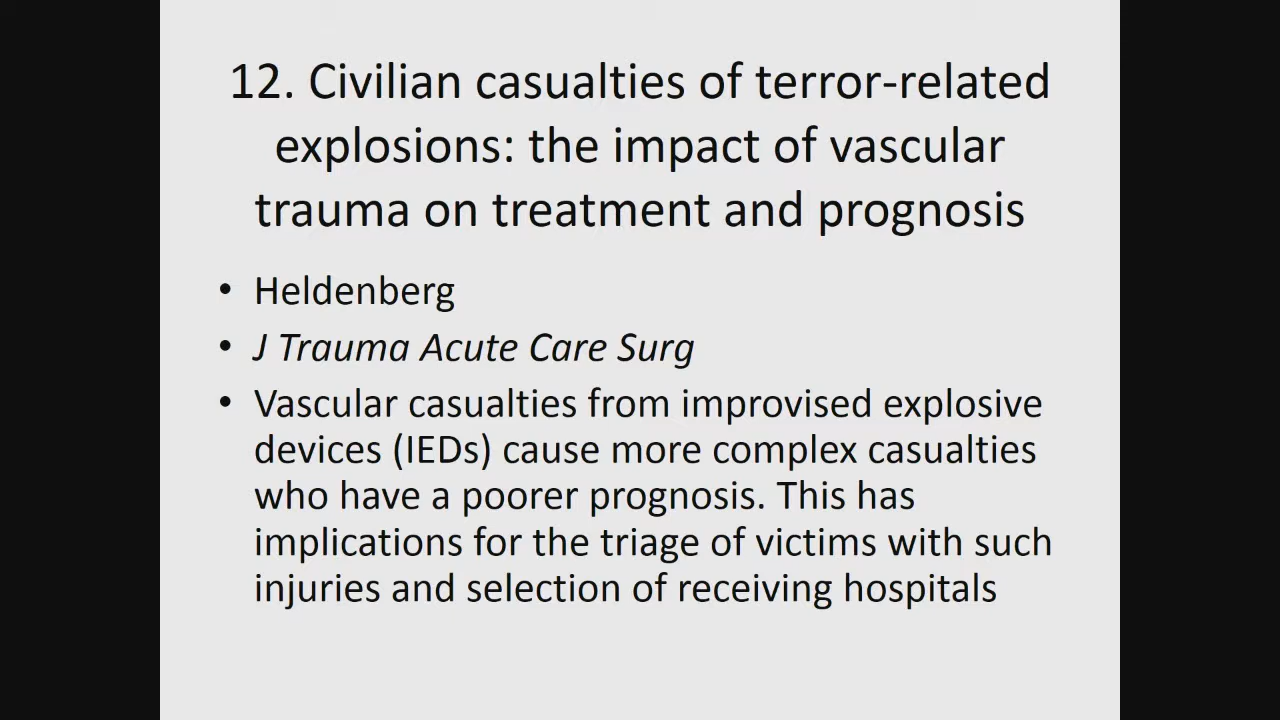 12. Civilian casualties of terror-related
explosions: the impact of vascular
trauma on treatment and prognosis
• Heldenberg
• J Trauma Acute Care Surg
• Vascular casualties from improvised explosive
devices (IEDs) cause more complex casualties
who have a poorer prognosis. This has
implications for the triage of victims with such
injuries and selection of receiving hospitals